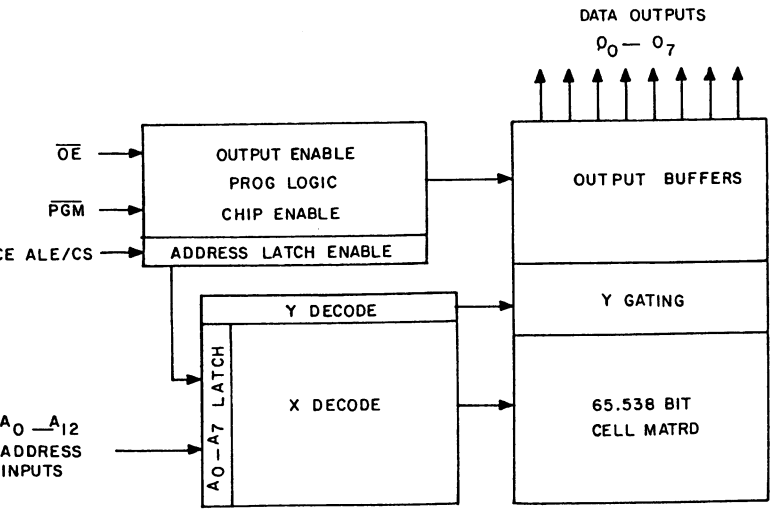 DATA OUTPUTS
O0 — O7
OE
OUTPUT ENABLE
PROG LOGIC
OUTPUT BUFFERS
PGM
CHIP ENABLE
CE ALE/CS
ADDRESS LATCH ENABLE
Y DECODE
Y GATING
A0–A7 LATCH
X DECODE
65.538 BIT
CELL MATRD
A0 — A12
ADDRESS
INPUTS